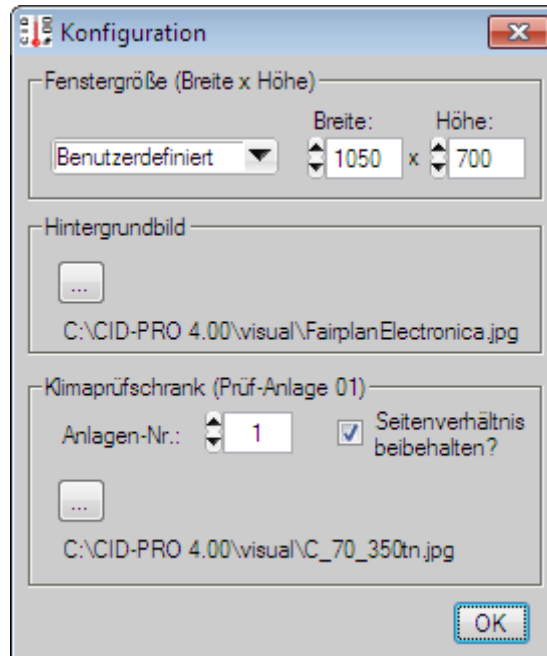 Konfiguration
Fenstergröße (Breite x Höhe)
Breite: Höhe:
Benutzerdefiniert 1050 x 700
Hintergrundbild
...
C:\CID-PRO 4.00\visual\FairplanElectronica.jpg
Klimaprüfschrank (Prüf-Anlage 01)
Anlagen-Nr.: 1 Seitenverhältnis
beibehalten?
...
C:\CID-PRO 4.00\visual\C_70_350tn.jpg
OK